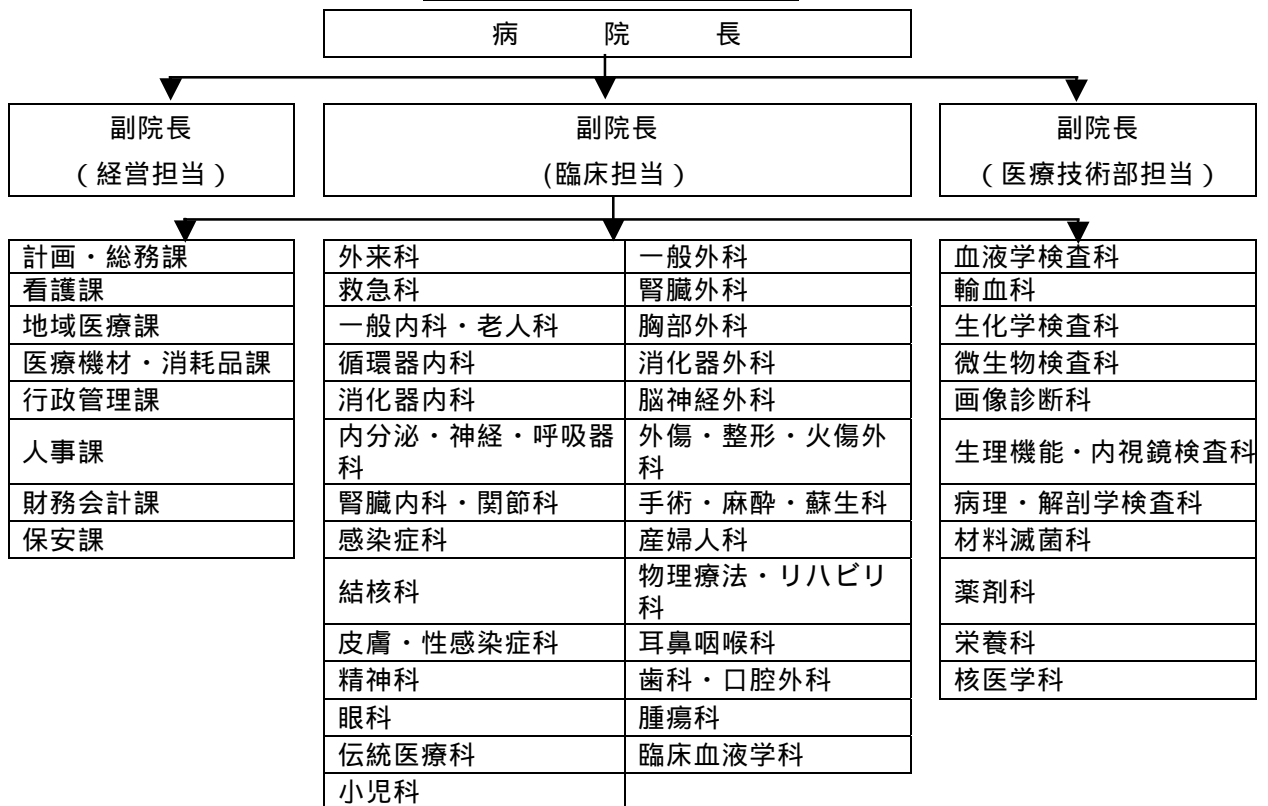 病 院 長
副院長
（経営担当）
副院長
(臨床担当）
副院長
（医療技術部担当）
計画・総務課
看護課
地域医療課
医療機材・消耗品課
行政管理課
人事課
財務会計課
保安課
外来科
救急科
一般内科・老人科
循環器内科
消化器内科
内分泌・神経・呼吸器
科
腎臓内科・関節科
感染症科
結核科
皮膚・性感染症科
精神科
眼科
伝統医療科
小児科
一般外科
腎臓外科
胸部外科
消化器外科
脳神経外科
外傷・整形・火傷外
科
手術・麻酔・蘇生科
産婦人科
物理療法・リハビリ
科
耳鼻咽喉科
歯科・口腔外科
腫瘍科
臨床血液学科
血液学検査科
輸血科
生化学検査科
微生物検査科
画像診断科
生理機能・内視鏡検査科
病理・解剖学検査科
材料滅菌科
薬剤科
栄養科
核医学科